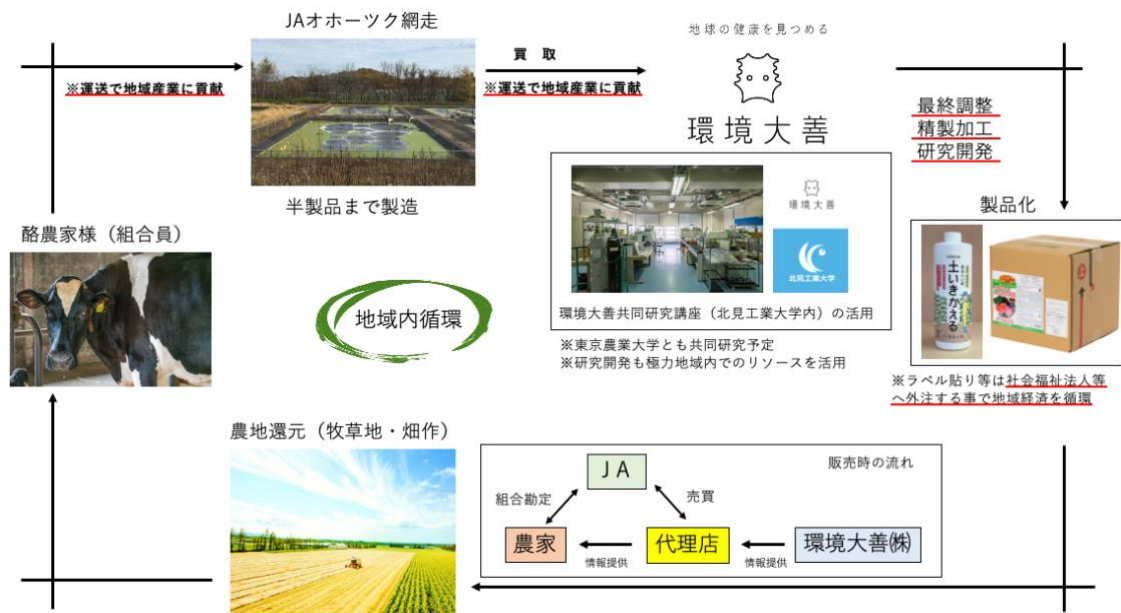 JAオホーツク網走
※運送で地域産業に貢献
半製品まで製造
買 取
※運送で地域産業に貢献
地球の健康を見つめる
環境大善
最終調整
精製加工
研究開発
環境大善
北見工業大学
環境大善共同研究講座（北見工業大学内）の活用
※東京農業大学とも共同研究予定
※研究開発も極力地域内でのリソースを活用
製品化
土いきかえる
※ラベル貼り等は社会福祉法人等
へ外注する事で地域経済を循環
酪農家様（組合員）
地域内循環
農地還元（牧草地・畑作）
販売時の流れ
JA
組合勘定
売買
農家
情報提供
代理店
情報提供
環境大善㈱